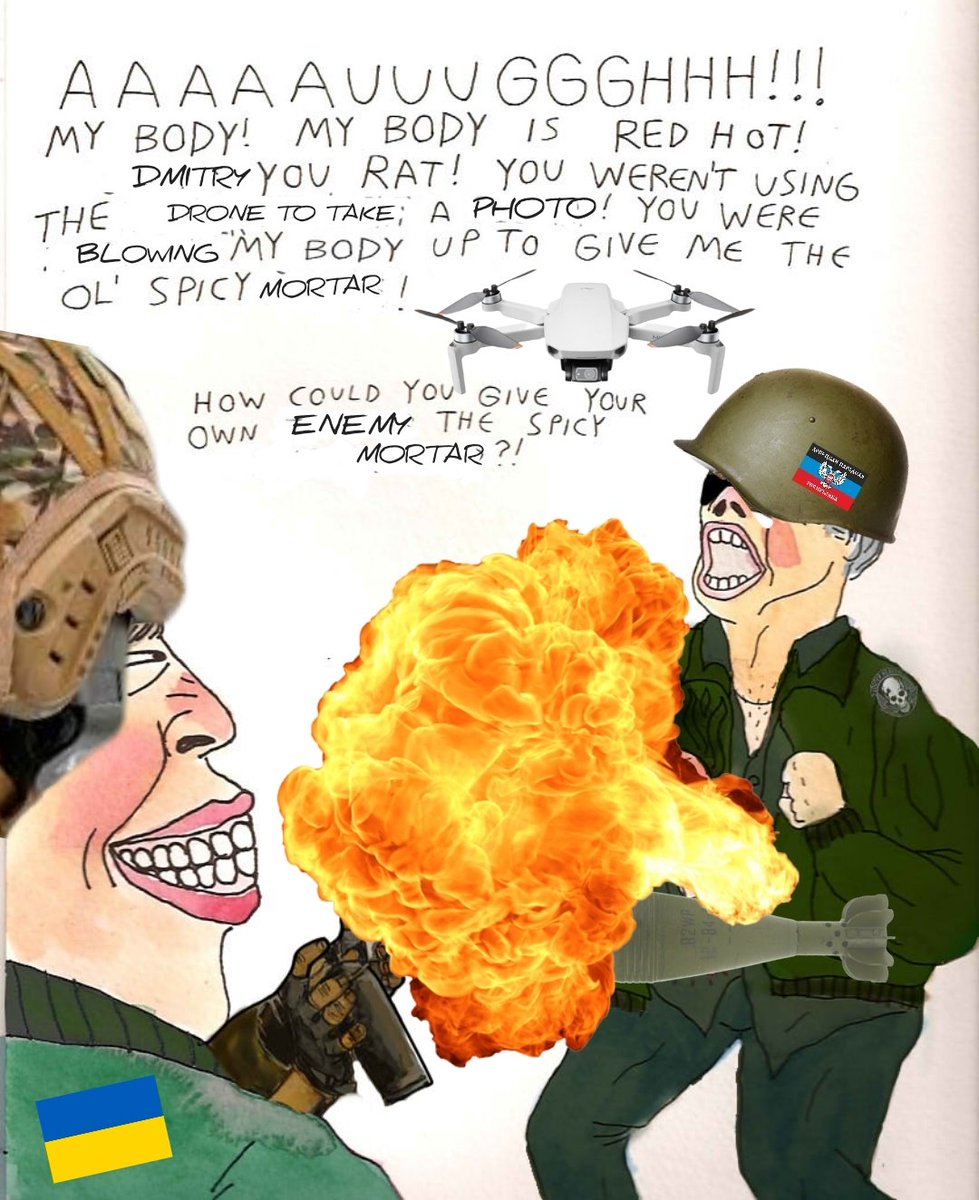 AAAAAUUUGGGHHH!!!
MY BODY! MY BODY IS RED HOT!
DMITRY YOU RAT! YOU WEREN'T USING
THE DRONE TO TAKE, A PHOTO! YOU WERE
BLOWING MY BODY UP TO GIVE ME THE
OL' SPICY MORTAR!
HOW COULD YOU GIVE YOUR
OWN ENEMY THE SPICY
MORTAR?!